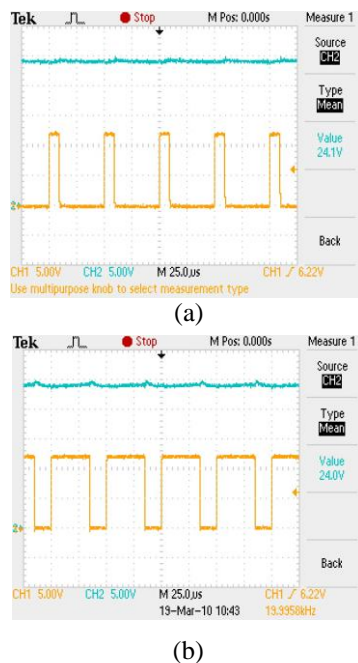 Tek Stop M Pos: 0.000s Measure 1
Source
CH2
Type
Mean
Value
24.1V
2
Back
CH1 5.00V CH2 5.00V M 25.0µs CH1 6.22V
Use multipurpose knob to select measurement type
(a)
Tek Stop M Pos: 0.000s Measure 1
Source
CH2
Type
Mean
Value
24.0V
2
Back
CH1 5.00V CH2 5.00V M 25.0µs CH1 6.22V
19-Mar-10 10:43 19.9958kHz
(b)